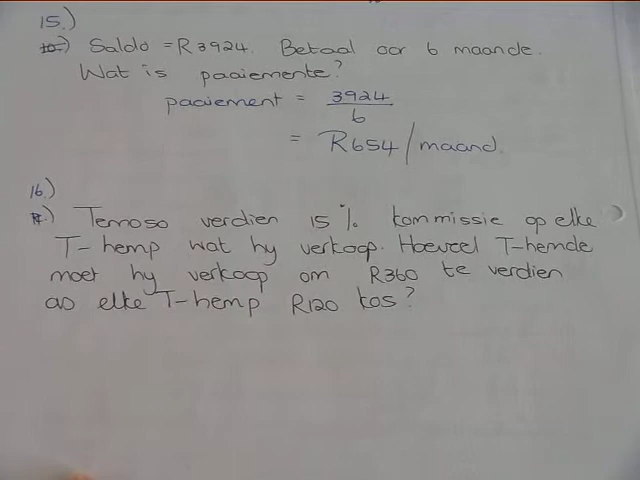 15.)
10.) Saldo = R3924. Betaal oor 6 maande.
Wat is paaiemente?
paaiement = 3924
6
= R654/maand.
16.)
Temoso verdien 15% kommissie op elke
T-hemp wat hy verkoop. Hoeveel T-hemde
moet hy verkoop om R360 te verdien
as elke T-hemp R120 kos?